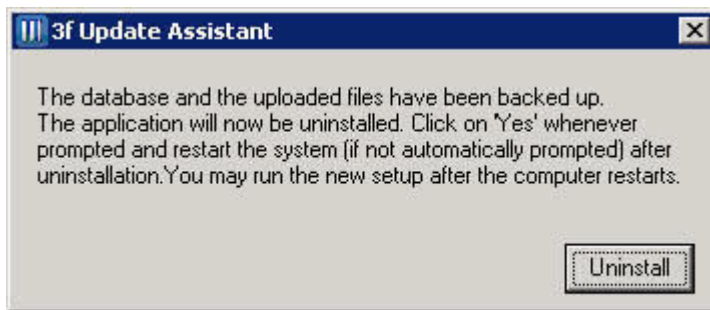 3f Update Assistant
The database and the uploaded files have been backed up.
The application will now be uninstalled. Click on 'Yes' whenever
prompted and restart the system (if not automatically prompted) after
uninstallation.You may run the new setup after the computer restarts.
Uninstall